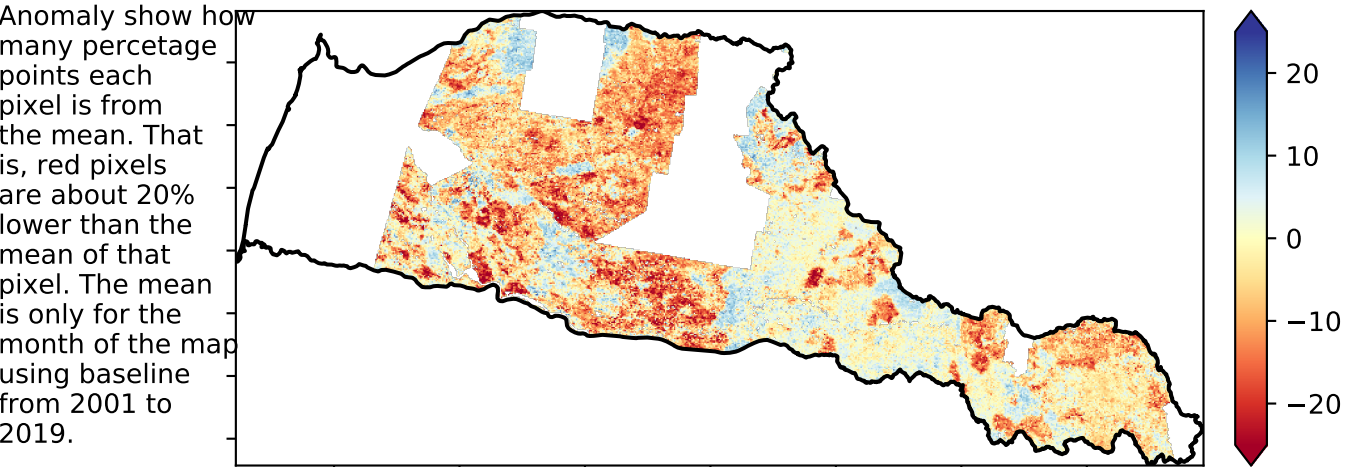 Anomaly show how
many percetage
points each
pixel is from
the mean. That
is, red pixels
are about 20%
lower than the
mean of that
pixel. The mean
is only for the
month of the map
using baseline
from 2001 to
2019.
20
10
0
−10
−20